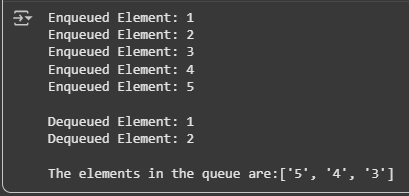 Enqueued Element: 1
Enqueued Element: 2
Enqueued Element: 3
Enqueued Element: 4
Enqueued Element: 5
Dequeued Element: 1
Dequeued Element: 2
The elements in the queue are:['5', '4', '3']